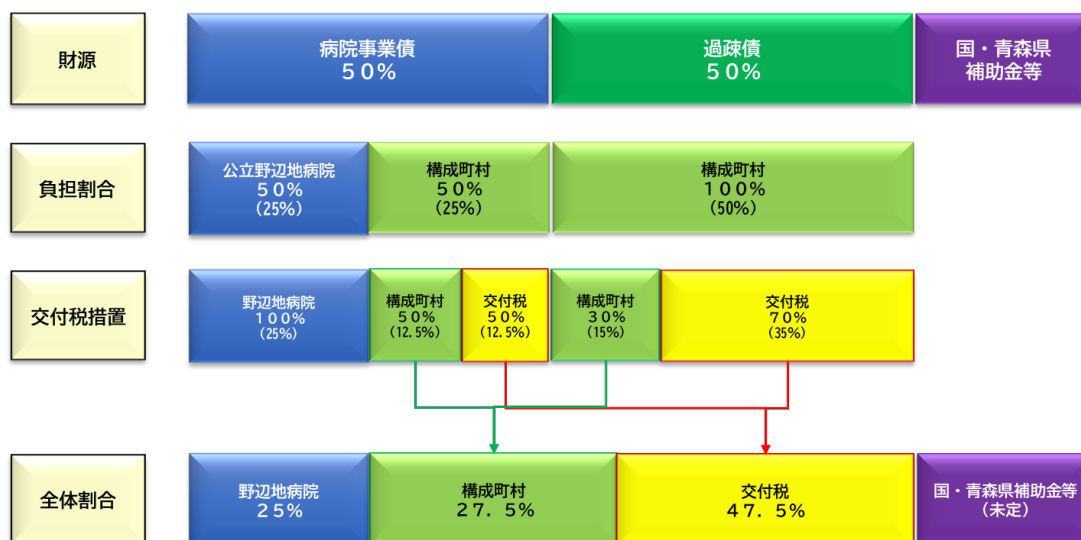 財源
病院事業債
５０％
過疎債
５０％
国・青森県
補助金等
負担割合
公立野辺地病院
５０％
(25%)
構成町村
５０％
(25%)
構成町村
１００％
(50%)
交付税措置
野辺地病院
１００％
(25%)
構成町村
５０％
(12.5%)
交付税
５０％
(12.5%)
構成町村
３０％
(15%)
交付税
７０％
(35%)
全体割合
野辺地病院
２５％
構成町村
２７．５％
交付税
４７．５％
国・青森県補助金等
（未定）